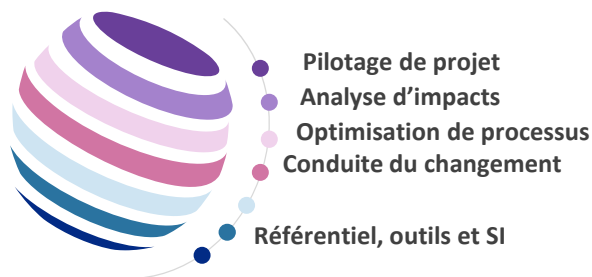 Pilotage de projet
Analyse d’impacts
Optimisation de processus
Conduite du changement
Référentiel, outils et SI